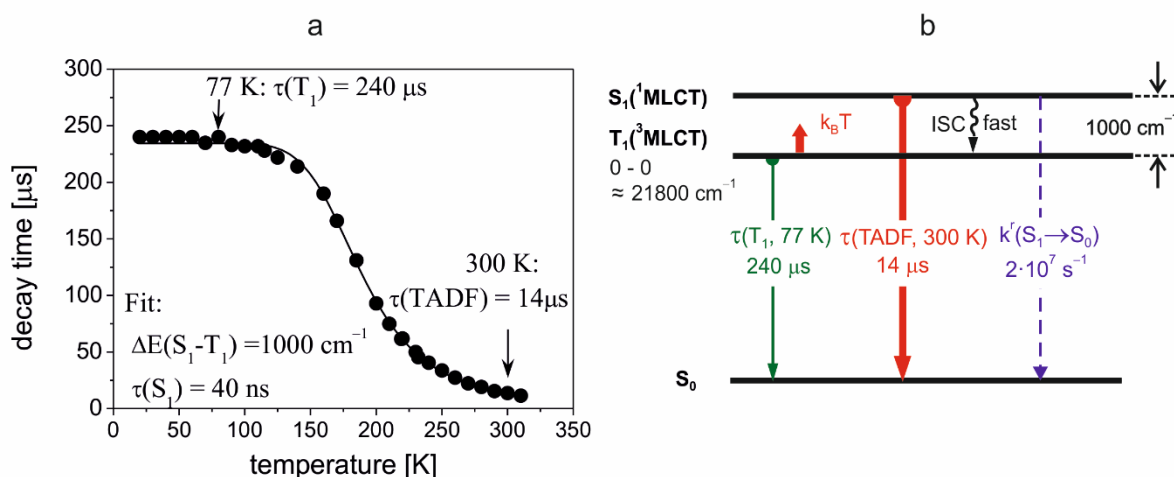 a
300
250
200
150
100
50
0
decay time [μs]
77 K: τ(T₁) = 240 μs
300 K:
τ(TADF) = 14μs
Fit:
ΔE(S₁-T₁) =1000 cm⁻¹
τ(S₁) = 40 ns
0 50 100 150 200 250 300 350
temperature [K]
b
S₁(¹MLCT)
T₁(³MLCT)
0 - 0
≈ 21800 cm⁻¹
k_BT
ISC fast
1000 cm⁻¹
τ(T₁, 77 K)
240 μs
τ(TADF, 300 K)
14 μs
kʳ(S₁→S₀)
2·10⁷ s⁻¹
S₀